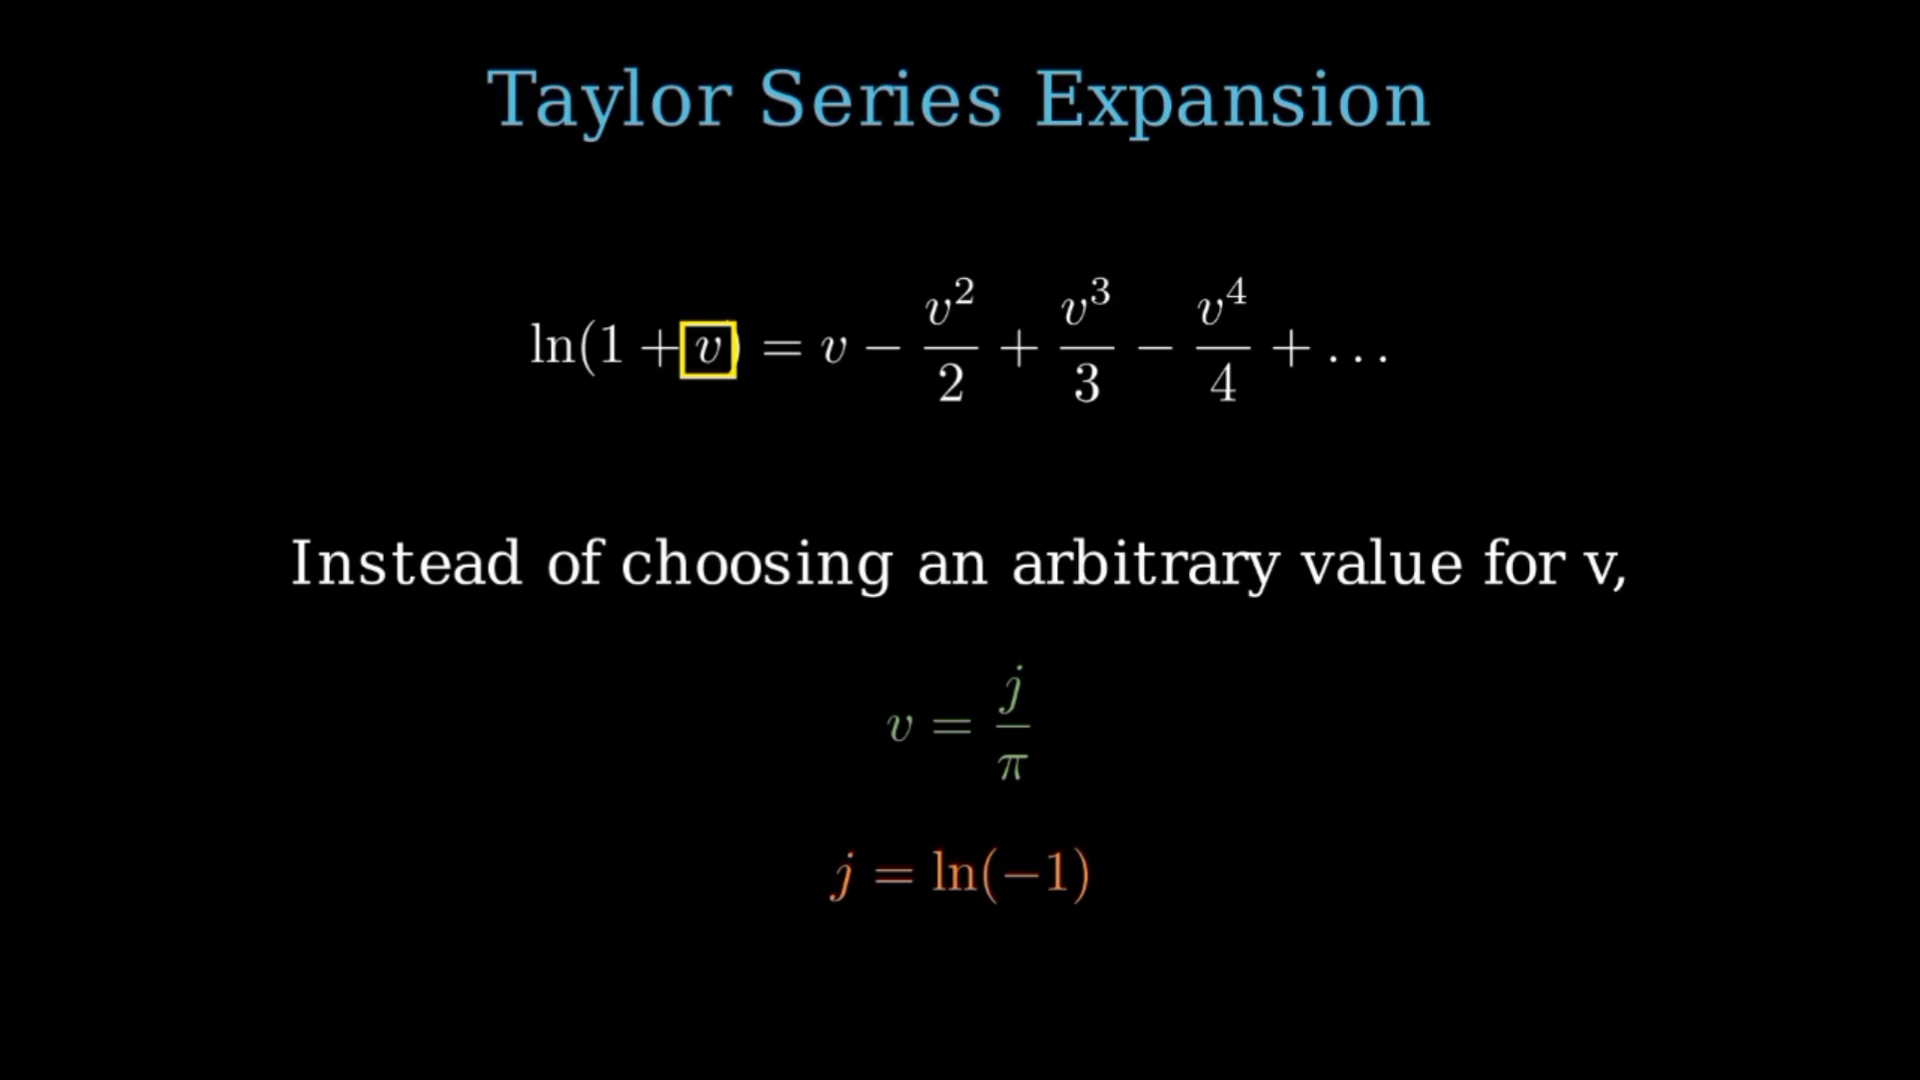 Taylor Series Expansion
ln(1 + v) = v − v²/2 + v³/3 − v⁴/4 + …
Instead of choosing an arbitrary value for v,
v = j/π
j = ln(−1)